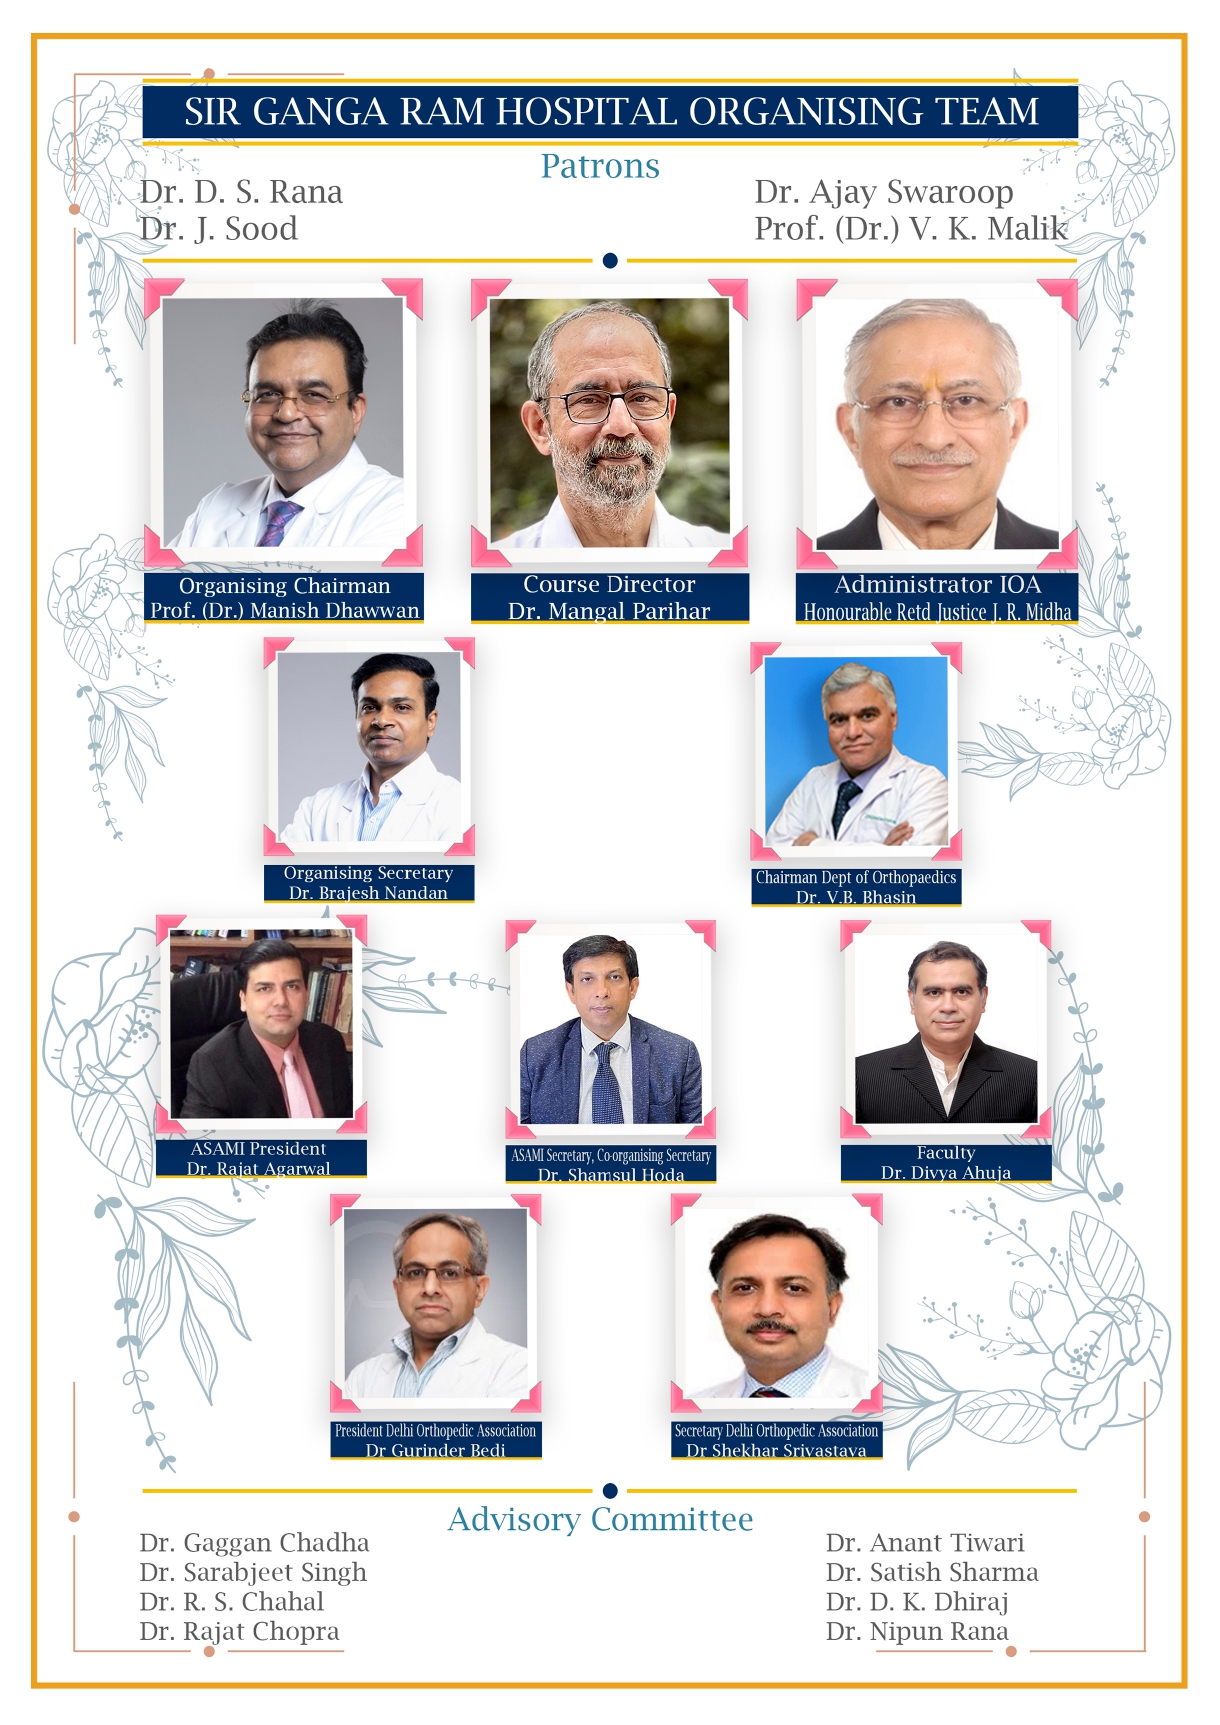 SIR GANGA RAM HOSPITAL ORGANISING TEAM
Patrons
Dr. D. S. Rana
Dr. J. Sood
Dr. Ajay Swaroop
Prof. (Dr.) V. K. Malik
Organising Chairman
Prof. (Dr.) Manish Dhawwan
Course Director
Dr. Mangal Parihar
Administrator IOA
Honourable Retd Justice J. R. Midha
Organising Secretary
Dr. Brajesh Nandan
Chairman Dept of Orthopaedics
Dr. V.B. Bhasin
ASAMI President
Dr. Rajat Agarwal
ASAMI Secretary, Co-organising Secretary
Dr. Shamsul Hoda
Faculty
Dr. Divya Ahuja
President Delhi Orthopedic Association
Dr Gurinder Bedi
Secretary Delhi Orthopedic Association
Dr Shekhar Srivastava
Advisory Committee
Dr. Gaggan Chadha
Dr. Sarabjeet Singh
Dr. R. S. Chahal
Dr. Rajat Chopra
Dr. Anant Tiwari
Dr. Satish Sharma
Dr. D. K. Dhiraj
Dr. Nipun Rana